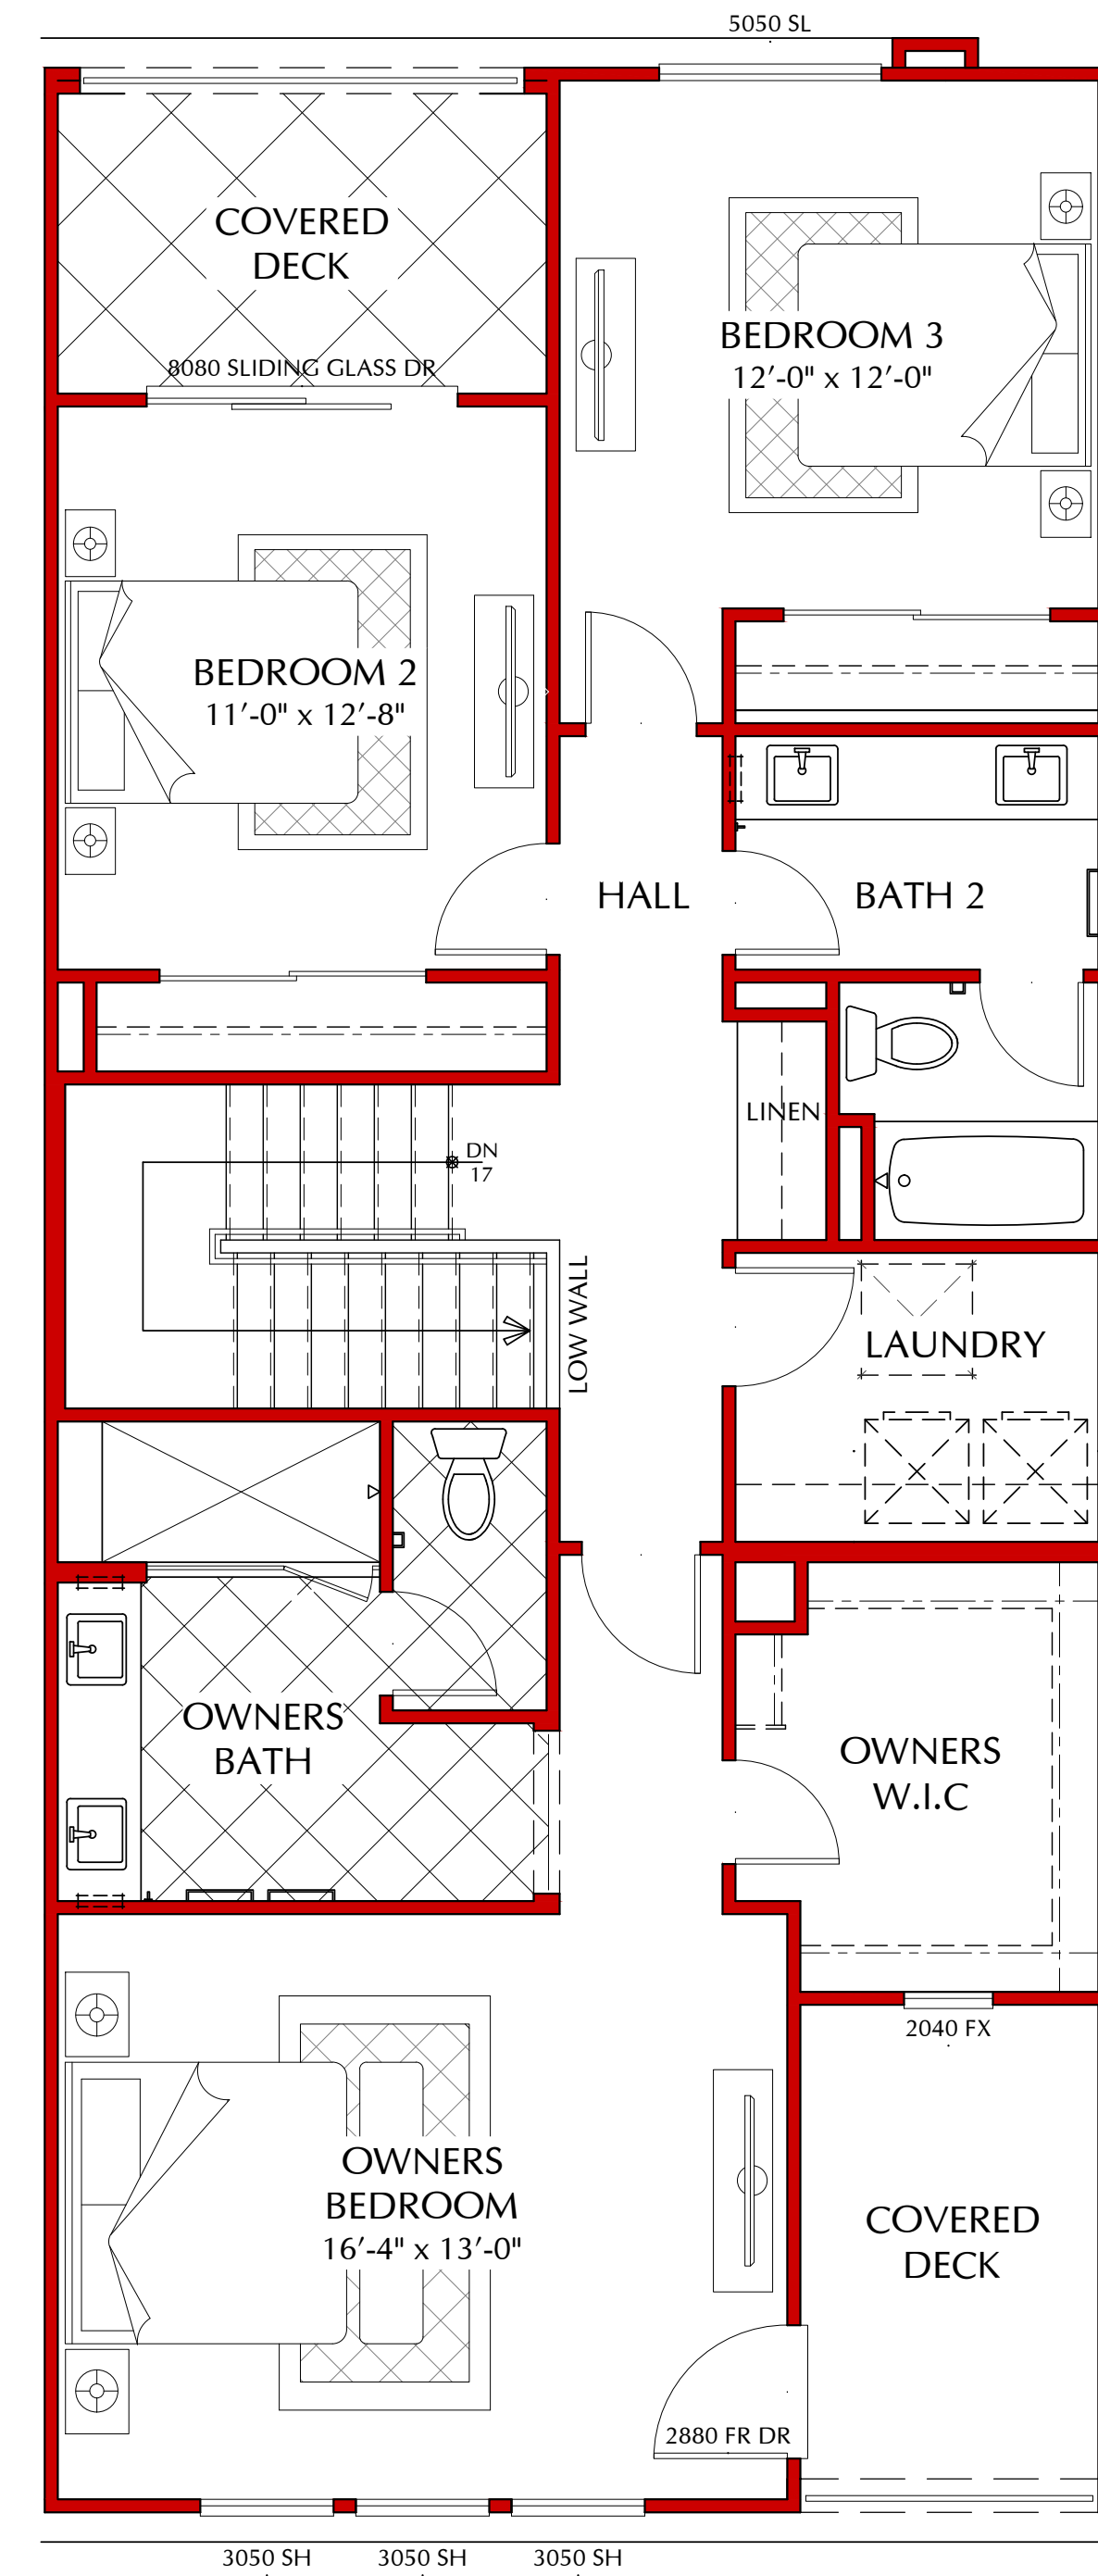 5050 SL
COVERED
DECK
8080 SLIDING GLASS DR
BEDROOM 3
12'-0" x 12'-0"
BEDROOM 2
11'-0" x 12'-8"
HALL
BATH 2
LINEN
DN
17
LOW WALL
LAUNDRY
OWNERS
BATH
OWNERS
W.I.C
2040 FX
OWNERS
BEDROOM
16'-4" x 13'-0"
COVERED
DECK
2880 FR DR
3050 SH
3050 SH
3050 SH